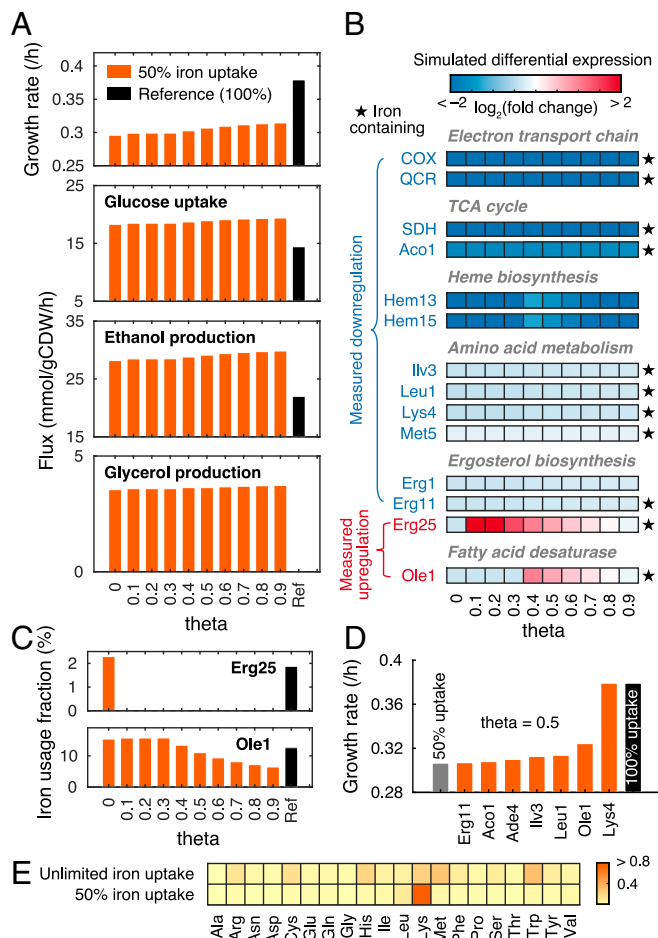 A
Growth rate (/h)
0.4
0.35
0.3
0.25
50% iron uptake
Reference (100%)
Flux (mmol/gCDW/h)
25
15
5
Glucose uptake
35
25
15
Ethanol production
5
0
Glycerol production
0 0.1 0.2 0.3 0.4 0.5 0.6 0.7 0.8 0.9 Ref
theta
B
Simulated differential expression
< −2 log2(fold change) > 2
★ Iron containing
Measured downregulation
Measured upregulation
Electron transport chain
COX ★
QCR ★
TCA cycle
SDH ★
Aco1 ★
Heme biosynthesis
Hem13
Hem15
Amino acid metabolism
Ilv3 ★
Leu1 ★
Lys4 ★
Met5 ★
Ergosterol biosynthesis
Erg1
Erg11 ★
Erg25 ★
Fatty acid desaturase
Ole1 ★
0 0.1 0.2 0.3 0.4 0.5 0.6 0.7 0.8 0.9
theta
C
Iron usage fraction (%)
2
1
0
Erg25
10
0
Ole1
0 0.1 0.2 0.3 0.4 0.5 0.6 0.7 0.8 0.9 Ref
theta
D
Growth rate (/h)
0.4
0.36
0.32
0.28
theta = 0.5
50% uptake
100% uptake
Erg11 Aco1 Ade4 Ilv3 Leu1 Ole1 Lys4
E
Unlimited iron uptake
50% iron uptake
> 0.8
0.4
Ala Arg Asn Asp Cys Glu Gln Gly His Ile Leu Lys Met Phe Pro Ser Thr Trp Tyr Val